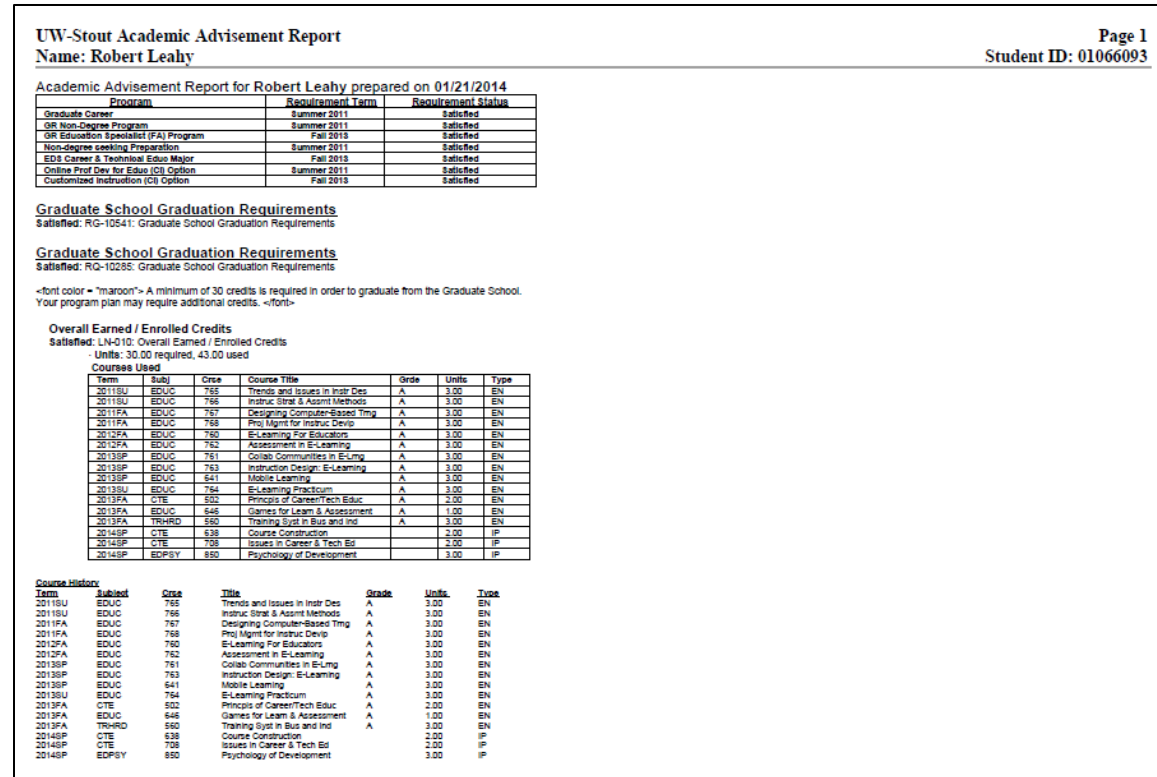 UW-Stout Academic Advisement Report Page 1
Name: Robert Leahy Student ID: 01066093
Academic Advisement Report for Robert Leahy prepared on 01/21/2014
Program Requirement Term Requirement Status
Graduate Career Summer 2011 Satisfied
GR Non-Degree Program Summer 2011 Satisfied
GR Education Specialist (FA) Program Fall 2013 Satisfied
Non-degree seeking Preparation Summer 2011 Satisfied
EDS Career & Technical Educ Major Fall 2013 Satisfied
Online Prof Dev for Educ (CI) Option Summer 2011 Satisfied
Customized Instruction (CI) Option Fall 2013 Satisfied
Graduate School Graduation Requirements
Satisfied: RG-10541: Graduate School Graduation Requirements
Graduate School Graduation Requirements
Satisfied: RQ-10285: Graduate School Graduation Requirements
<font color = "maroon"> A minimum of 30 credits is required in order to graduate from the Graduate School.
Your program plan may require additional credits. </font>
Overall Earned / Enrolled Credits
Satisfied: LN-010: Overall Earned / Enrolled Credits
· Units: 30.00 required, 43.00 used
Courses Used
Term Subj Crse Course Title Grde Units Type
2011SU EDUC 765 Trends and Issues in Instr Des A 3.00 EN
2011SU EDUC 766 Instruc Strat & Assmt Methods A 3.00 EN
2011FA EDUC 767 Designing Computer-Based Trng A 3.00 EN
2011FA EDUC 768 Proj Mgmt for Instruc Devlp A 3.00 EN
2012FA EDUC 760 E-Learning For Educators A 3.00 EN
2012FA EDUC 762 Assessment in E-Learning A 3.00 EN
2013SP EDUC 761 Collab Communities in E-Lrng A 3.00 EN
2013SP EDUC 763 Instruction Design: E-Learning A 3.00 EN
2013SP EDUC 641 Mobile Learning A 3.00 EN
2013SU EDUC 764 E-Learning Practicum A 3.00 EN
2013FA CTE 502 Princpls of Career/Tech Educ A 2.00 EN
2013FA EDUC 646 Games for Learn & Assessment A 1.00 EN
2013FA TRHRD 560 Training Syst in Bus and Ind A 3.00 EN
2014SP CTE 638 Course Construction 2.00 IP
2014SP CTE 708 Issues in Career & Tech Ed 2.00 IP
2014SP EDPSY 850 Psychology of Development 3.00 IP
Course History
Term Subject Crse Title Grade Units Type
2011SU EDUC 765 Trends and Issues in Instr Des A 3.00 EN
2011SU EDUC 766 Instruc Strat & Assmt Methods A 3.00 EN
2011FA EDUC 767 Designing Computer-Based Trng A 3.00 EN
2011FA EDUC 768 Proj Mgmt for Instruc Devlp A 3.00 EN
2012FA EDUC 760 E-Learning For Educators A 3.00 EN
2012FA EDUC 762 Assessment in E-Learning A 3.00 EN
2013SP EDUC 761 Collab Communities in E-Lrng A 3.00 EN
2013SP EDUC 763 Instruction Design: E-Learning A 3.00 EN
2013SP EDUC 641 Mobile Learning A 3.00 EN
2013SU EDUC 764 E-Learning Practicum A 3.00 EN
2013FA CTE 502 Princpls of Career/Tech Educ A 2.00 EN
2013FA EDUC 646 Games for Learn & Assessment A 1.00 EN
2013FA TRHRD 560 Training Syst in Bus and Ind A 3.00 EN
2014SP CTE 638 Course Construction 2.00 IP
2014SP CTE 708 Issues in Career & Tech Ed 2.00 IP
2014SP EDPSY 850 Psychology of Development 3.00 IP